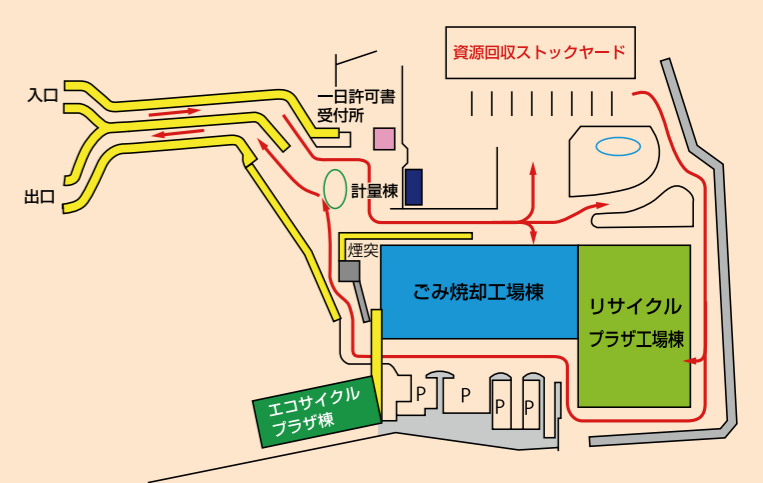 資源回収ストックヤード
入口
一日許可書
受付所
出口
計量棟
煙突
ごみ焼却工場棟
リサイクル
プラザ工場棟
エコサイクル
プラザ棟
P
P
P
P